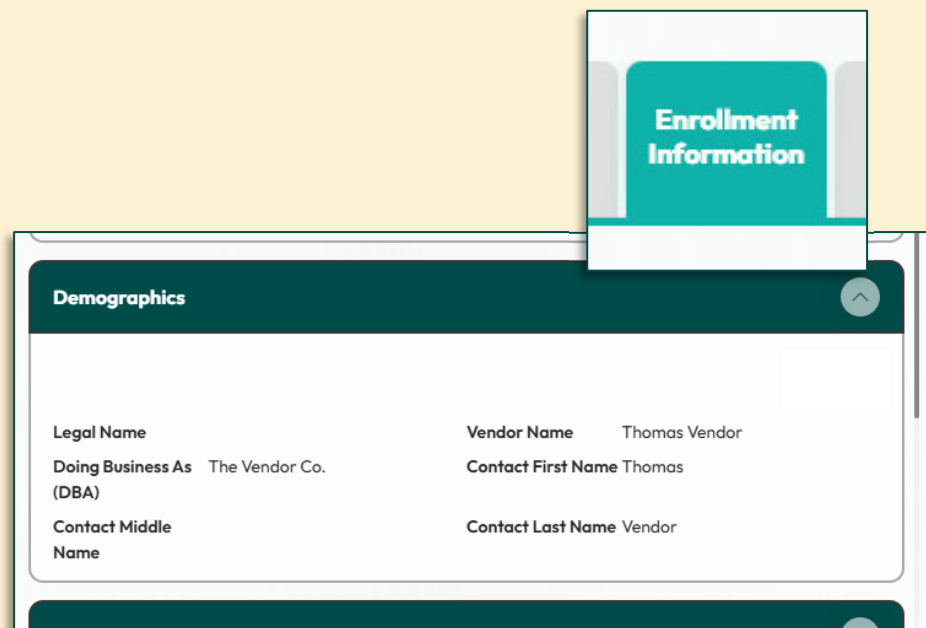 Enrollment
Information
Demographics
Legal Name
Vendor Name Thomas Vendor
Doing Business As The Vendor Co.
(DBA)
Contact First Name Thomas
Contact Middle
Name
Contact Last Name Vendor